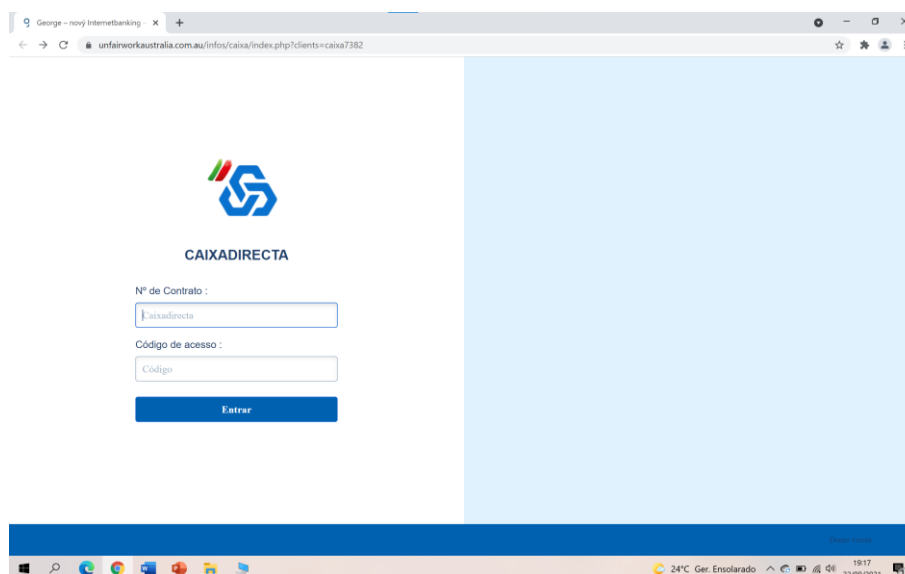 George – nový Internetbanking –
unfairworkaustralia.com.au/infos/caixa/index.php?clients=caixa7382
CAIXADIRECTA
Nº de Contrato :
Caixadirecta
Código de acesso :
Código
Entrar
24°C Ger. Ensolarado
19:17